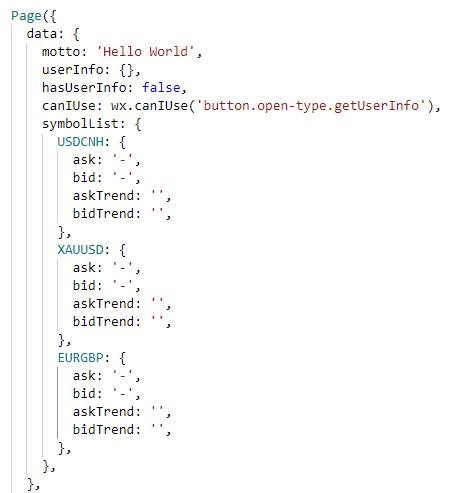 Page({
  data: {
    motto: 'Hello World',
    userInfo: {},
    hasUserInfo: false,
    canIUse: wx.canIUse('button.open-type.getUserInfo'),
    symbolList: {
      USDCNH: {
        ask: '-',
        bid: '-',
        askTrend: '',
        bidTrend: '',
      },
      XAUUSD: {
        ask: '-',
        bid: '-',
        askTrend: '',
        bidTrend: '',
      },
      EURGBP: {
        ask: '-',
        bid: '-',
        askTrend: '',
        bidTrend: '',
      },
    },
  },